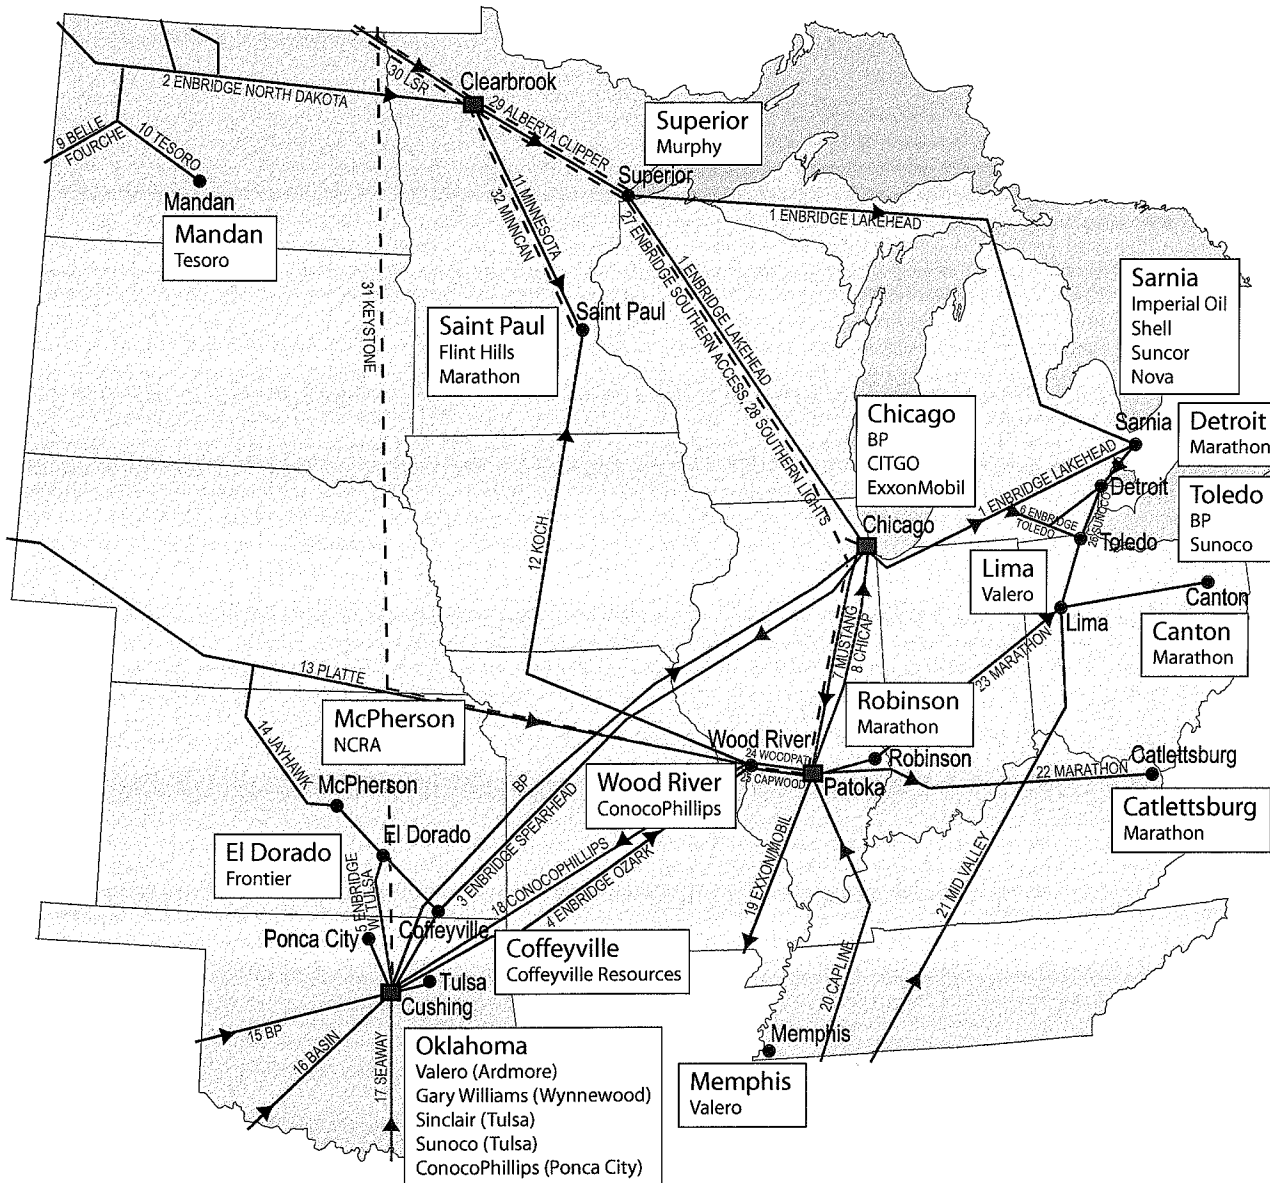 30 LSR
Clearbrook
2 ENBRIDGE NORTH DAKOTA
29 ALBERTA CLIPPER
Superior
Murphy
9 BELLE
FOURCHE
10 TESORO
Mandan
Mandan
Tesoro
Superior
1 ENBRIDGE LAKEHEAD
11 MINNESOTA
32 MINNCAN
31 KEYSTONE
1 ENBRIDGE LAKEHEAD
27 ENBRIDGE SOUTHERN ACCESS, 28 SOUTHERN LIGHTS
Saint Paul
Flint Hills
Marathon
Saint Paul
Sarnia
Imperial Oil
Shell
Suncor
Nova
Chicago
BP
CITGO
ExxonMobil
Sarnia
Detroit
Marathon
1 ENBRIDGE LAKEHEAD
Detroit
Toledo
BP
Sunoco
6 ENBRIDGE
TOLEDO
26 SUNOCO
Toledo
Chicago
12 KOCH
Lima
Valero
Lima
Canton
Canton
Marathon
7 MUSTANG
8 CHICAP
23 MARATHON
13 PLATTE
McPherson
NCRA
14 JAYHAWK
Robinson
Marathon
Wood River
24 WOODPAT
25 CAPWOOD
Robinson
Patoka
Catlettsburg
22 MARATHON
Catlettsburg
Marathon
McPherson
BP
Wood River
ConocoPhillips
El Dorado
El Dorado
Frontier
3 ENBRIDGE SPEARHEAD
18 CONOCOPHILLIPS
4 ENBRIDGE OZARK
19 EXXON/MOBIL
21 MID VALLEY
5 ENBRIDGE
W. TULSA
Coffeyville
Ponca City
Coffeyville
Coffeyville Resources
20 CAPLINE
Tulsa
Cushing
15 BP
16 BASIN
17 SEAWAY
Oklahoma
Valero (Ardmore)
Gary Williams (Wynnewood)
Sinclair (Tulsa)
Sunoco (Tulsa)
ConocoPhillips (Ponca City)
Memphis
Memphis
Valero